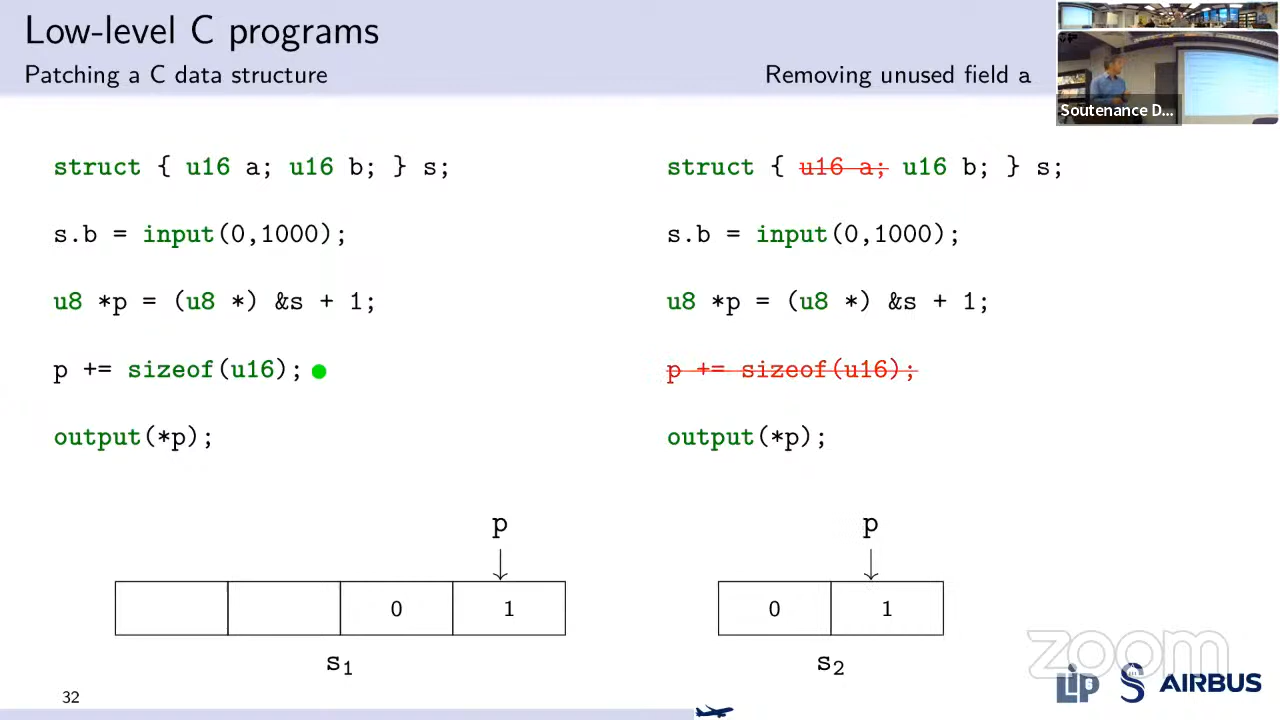 Low-level C programs
Patching a C data structure
Removing unused field a
Soutenance D...
struct { u16 a; u16 b; } s;
s.b = input(0,1000);
u8 *p = (u8 *) &s + 1;
p += sizeof(u16);
output(*p);
struct { u16 a; u16 b; } s;
s.b = input(0,1000);
u8 *p = (u8 *) &s + 1;
p += sizeof(u16);
output(*p);
p
0 1
s1
p
0 1
s2
zoom
LIP6
AIRBUS
32